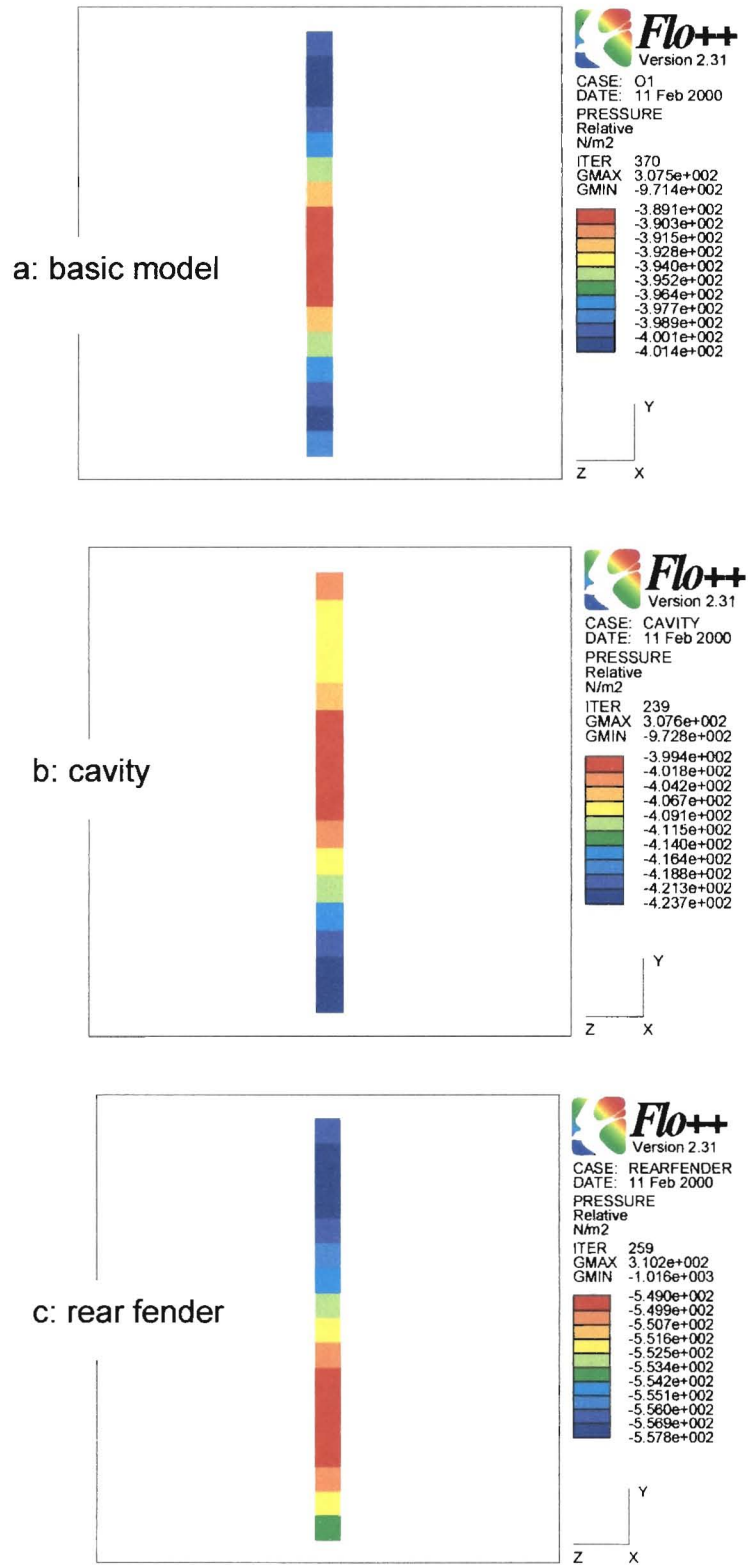 Flo++
Version 2.31
CASE: O1
DATE: 11 Feb 2000
PRESSURE
Relative
N/m2
ITER 370
GMAX 3.075e+002
GMIN -9.714e+002
-3.891e+002
-3.903e+002
-3.915e+002
-3.928e+002
-3.940e+002
-3.952e+002
-3.964e+002
-3.977e+002
-3.989e+002
-4.001e+002
-4.014e+002
a: basic model
Y
Z X
Flo++
Version 2.31
CASE: CAVITY
DATE: 11 Feb 2000
PRESSURE
Relative
N/m2
ITER 239
GMAX 3.076e+002
GMIN -9.728e+002
-3.994e+002
-4.018e+002
-4.042e+002
-4.067e+002
-4.091e+002
-4.115e+002
-4.140e+002
-4.164e+002
-4.188e+002
-4.213e+002
-4.237e+002
b: cavity
Y
Z X
Flo++
Version 2.31
CASE: REARFENDER
DATE: 11 Feb 2000
PRESSURE
Relative
N/m2
ITER 259
GMAX 3.102e+002
GMIN -1.016e+003
-5.490e+002
-5.499e+002
-5.507e+002
-5.516e+002
-5.525e+002
-5.534e+002
-5.542e+002
-5.551e+002
-5.560e+002
-5.569e+002
-5.578e+002
c: rear fender
Y
Z X